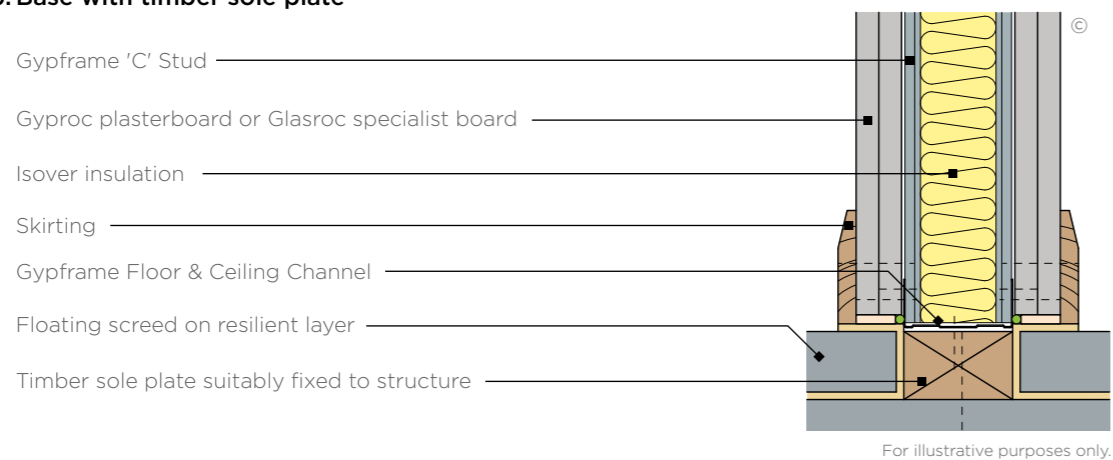 Base with timber sole plate
©
Gypframe 'C' Stud
Gyproc plasterboard or Glasroc specialist board
Isover insulation
Skirting
Gypframe Floor & Ceiling Channel
Floating screed on resilient layer
Timber sole plate suitably fixed to structure
For illustrative purposes only.